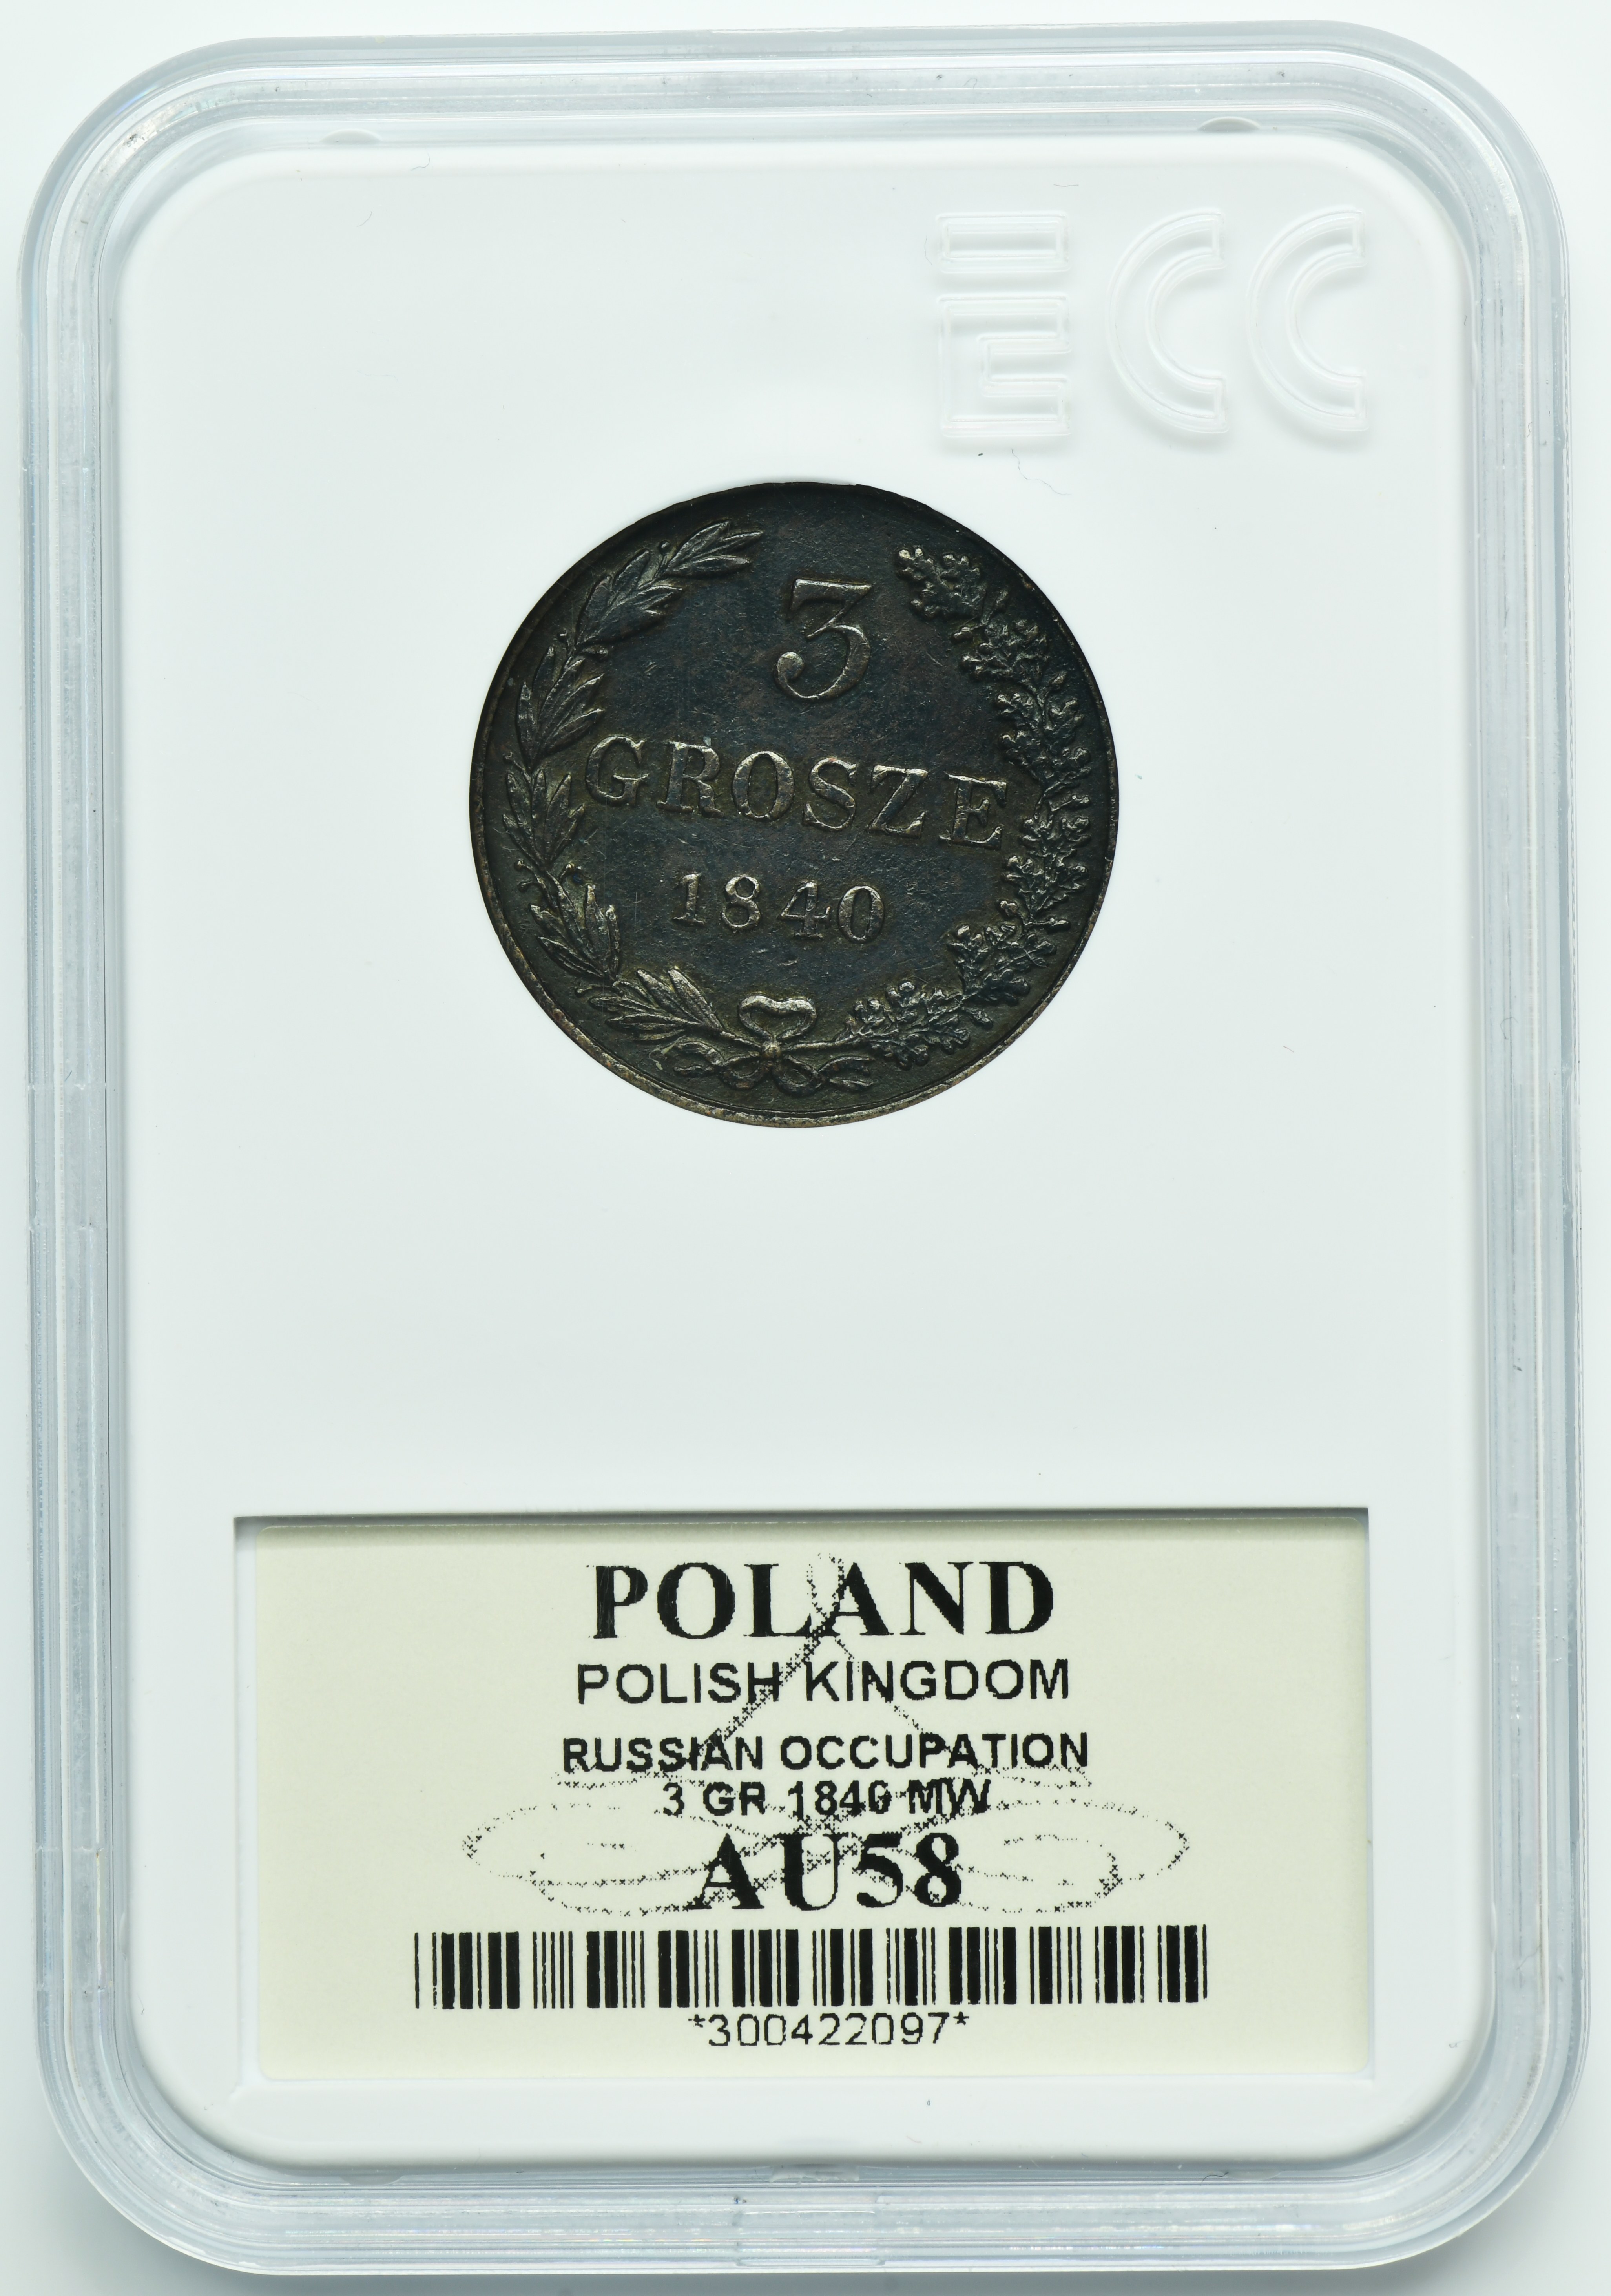 ECC
3
GROSZE
1840
POLAND
POLISH KINGDOM
RUSSIAN OCCUPATION
3 GR 1840 MW
AU58
*300422097*